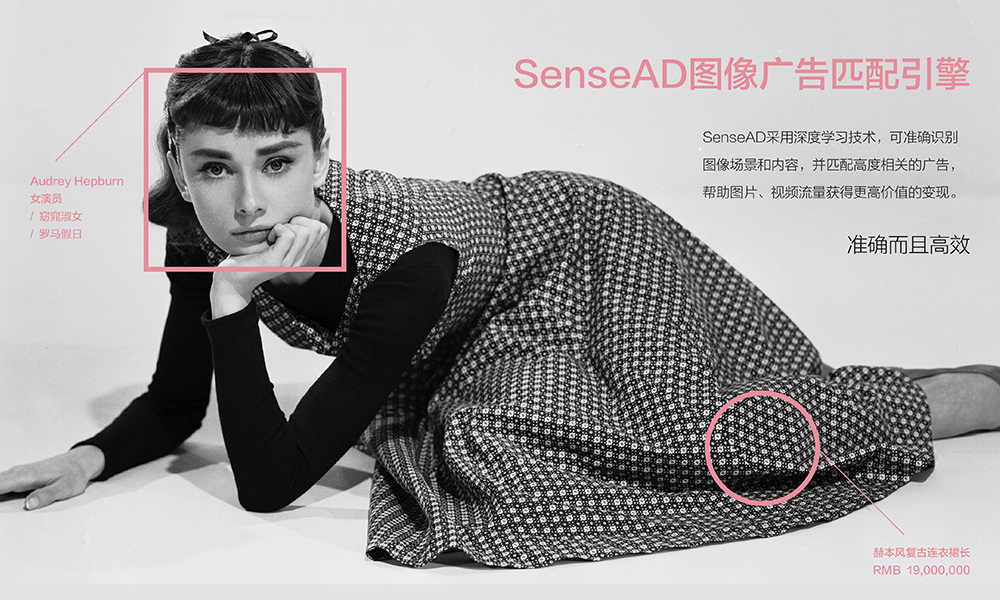 SenseAD图像广告匹配引擎
SenseAD采用深度学习技术，可准确识别
图像场景和内容，并匹配高度相关的广告，
帮助图片、视频流量获得更高价值的变现。
准确而且高效
Audrey Hepburn
女演员
/ 窈窕淑女
/ 罗马假日
赫本风复古连衣裙长
RMB 19,000,000